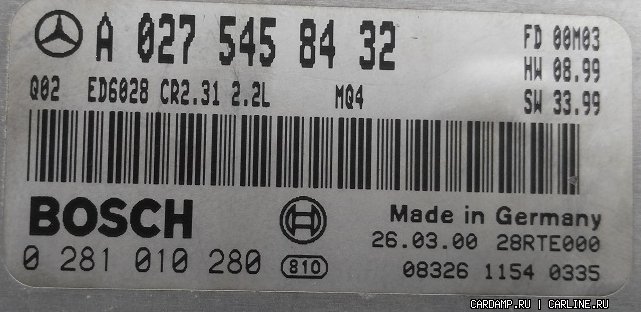 A 027 545 84 32
FD 00M03
HW 08.99
Q02 ED6028 CR2.31 2.2L MQ4
SW 33.99
BOSCH
Made in Germany
26.03.00 28RTE000
0 281 010 280 810
08326 1154 0335
CARDAMP.RU | CARLINE.RU